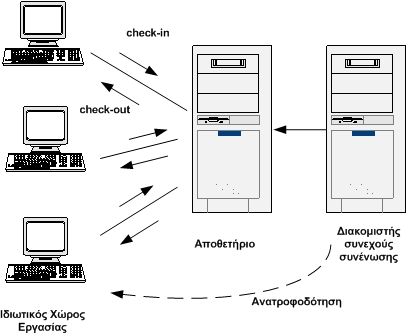 check-in
check-out
Αποθετήριο
Διακομιστής
συνεχούς
συνένωσης
Ανατροφοδότηση
Ιδιωτικός Χώρος
Εργασίας